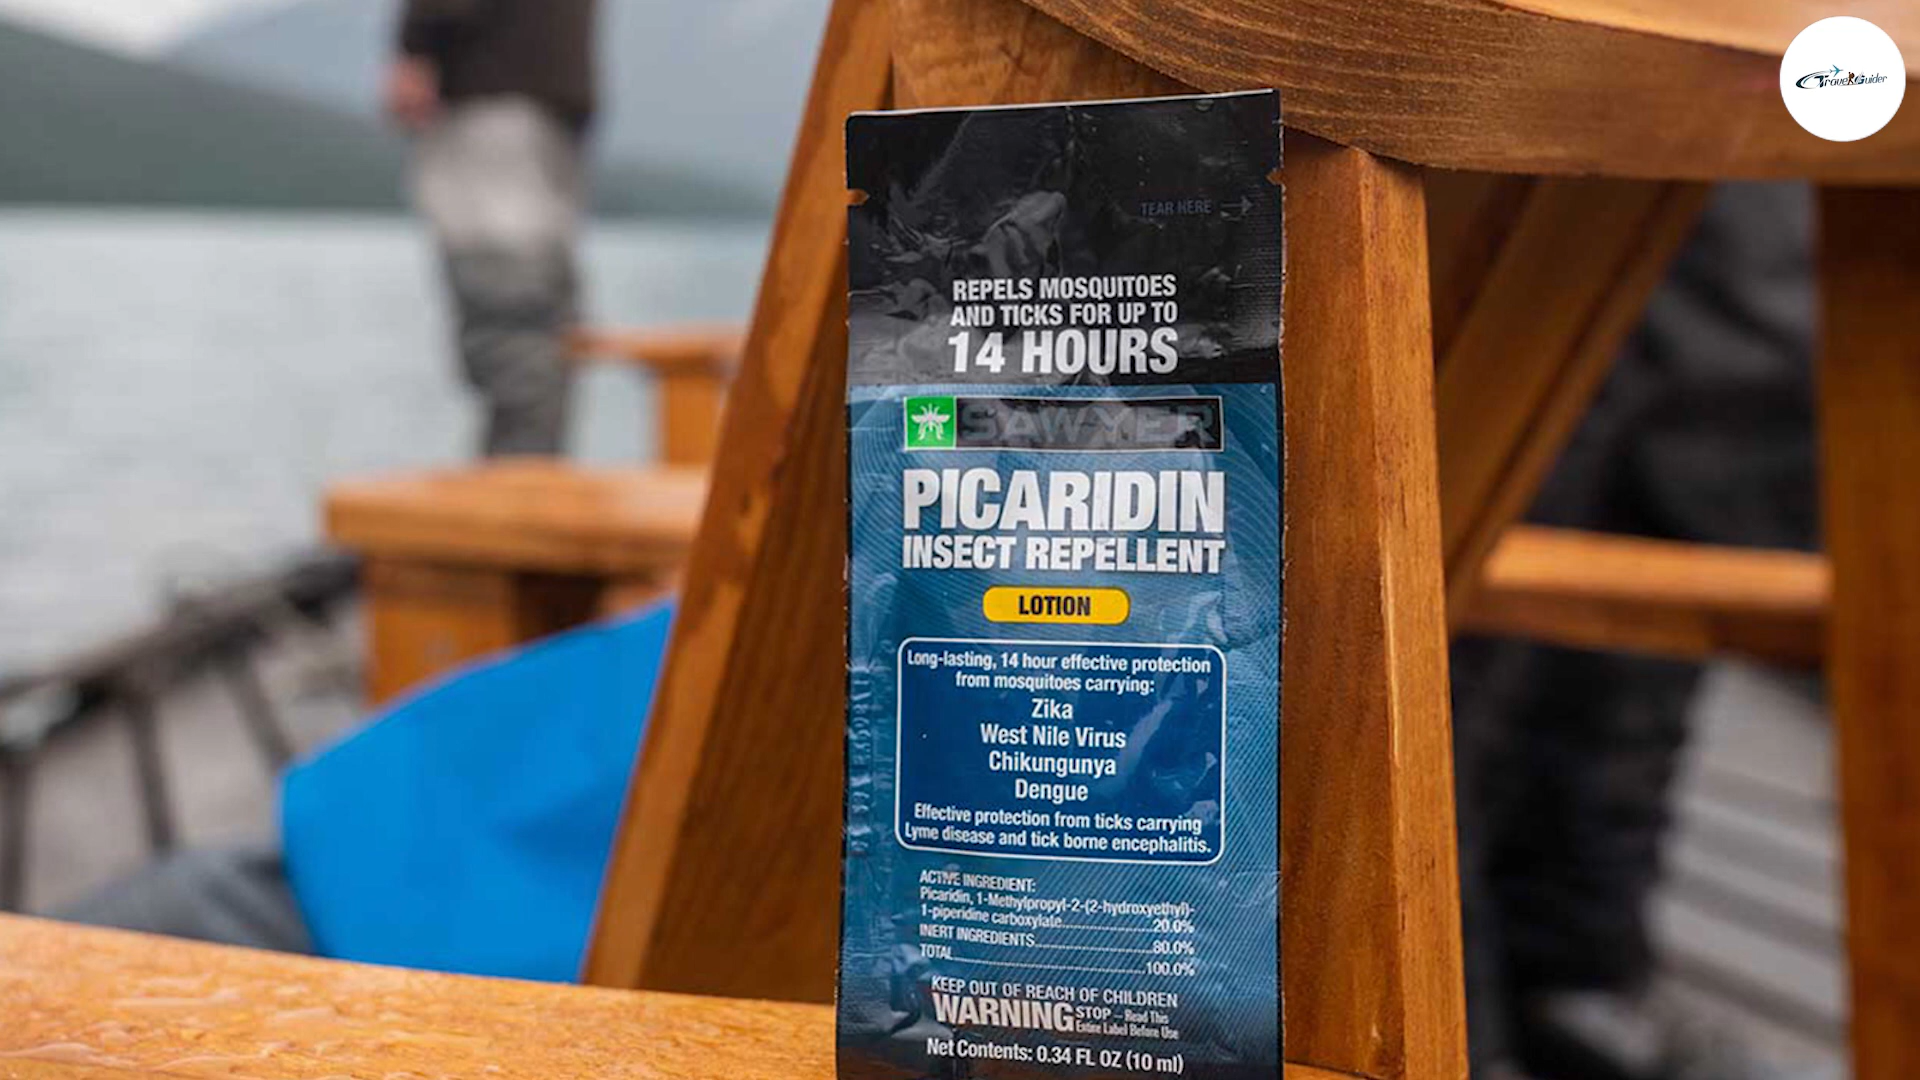 TravelGuider
TEAR HERE
REPELS MOSQUITOES
AND TICKS FOR UP TO
14 HOURS
SAWYER
PICARIDIN
INSECT REPELLENT
LOTION
Long-lasting, 14 hour effective protection
from mosquitoes carrying:
Zika
West Nile Virus
Chikungunya
Dengue
Effective protection from ticks carrying
Lyme disease and tick borne encephalitis.
ACTIVE INGREDIENT:
Picaridin, 1-Methylpropyl-2-(2-hydroxyethyl)-
1-piperidine carboxylate....................20.0%
INERT INGREDIENTS....................80.0%
TOTAL....................100.0%
KEEP OUT OF REACH OF CHILDREN
WARNING STOP – Read This
Entire Label Before Use
Net Contents: 0.34 FL OZ (10 ml)